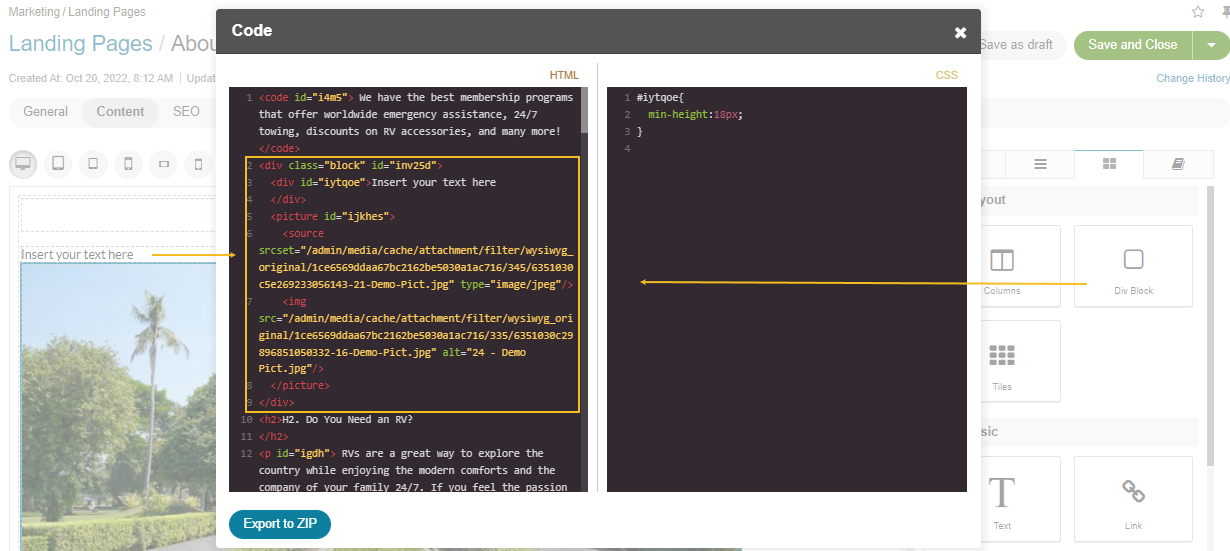 Marketing / Landing Pages
Landing Pages / Abou
Created At: Oct 20, 2022, 8:12 AM
General
Content
SEO
Insert your text here
Code
HTML
1 <code id="i4m5"> We have the best membership programs
that offer worldwide emergency assistance, 24/7
towing, discounts on RV accessories, and many more!
</code>
2 <div class="block" id="inv25d">
3 <div id="iytqoe">Insert your text here
4 </div>
5 <picture id="ijkhes">
6 <source
srcset="/admin/media/cache/attachment/filter/wysiwyg_
original/1ce6569ddaa67bc2162be5030a1ac716/345/6351030
c5e269233056143-21-Demo-Pict.jpg" type="image/jpeg"/>
7 <img
src="/admin/media/cache/attachment/filter/wysiwyg_ori
ginal/1ce6569ddaa67bc2162be5030a1ac716/335/6351030c29
896851050332-16-Demo-Pict.jpg" alt="24 - Demo
Pict.jpg"/>
8 </picture>
9 </div>
10 <h2>H2. Do You Need an RV?
11 </h2>
12 <p id="igdh"> RVs are a great way to explore the
country while enjoying the modern comforts and the
company of your family 24/7. If you feel the passion
CSS
1 #iytqoe{
2 min-height:18px;
3 }
4
Export to ZIP
Save as draft
Save and Close
Change History
yout
Columns
Div Block
Tiles
sic
Text
Link